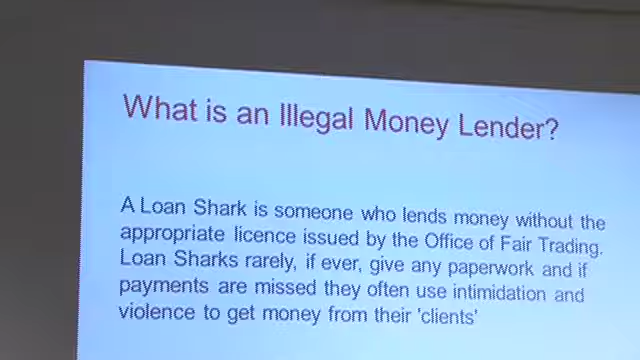 What is an Illegal Money Lender?
A Loan Shark is someone who lends money without the
appropriate licence issued by the Office of Fair Trading.
Loan Sharks rarely, if ever, give any paperwork and if
payments are missed they often use intimidation and
violence to get money from their 'clients'